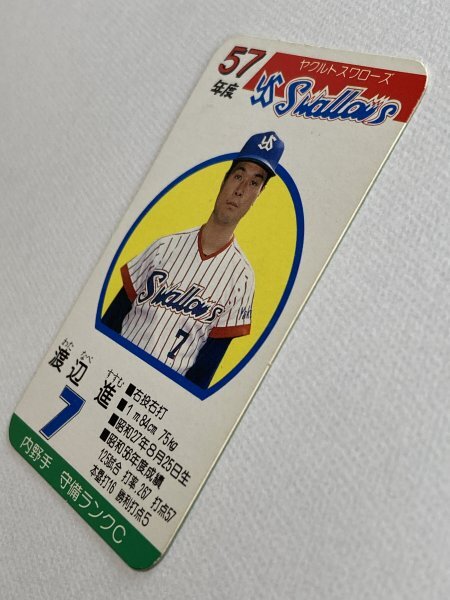 57
年度
ヤクルトスワローズ
YS Swallows
YS
Swallows
7
わた なべ すすむ
渡辺 進
7
■右投右打
■1m84cm 75kg
■昭和27年8月25日生
■昭和56年度成績
125試合 打率.267 打点57
本塁打16 勝利打点5
内野手 守備ランクC